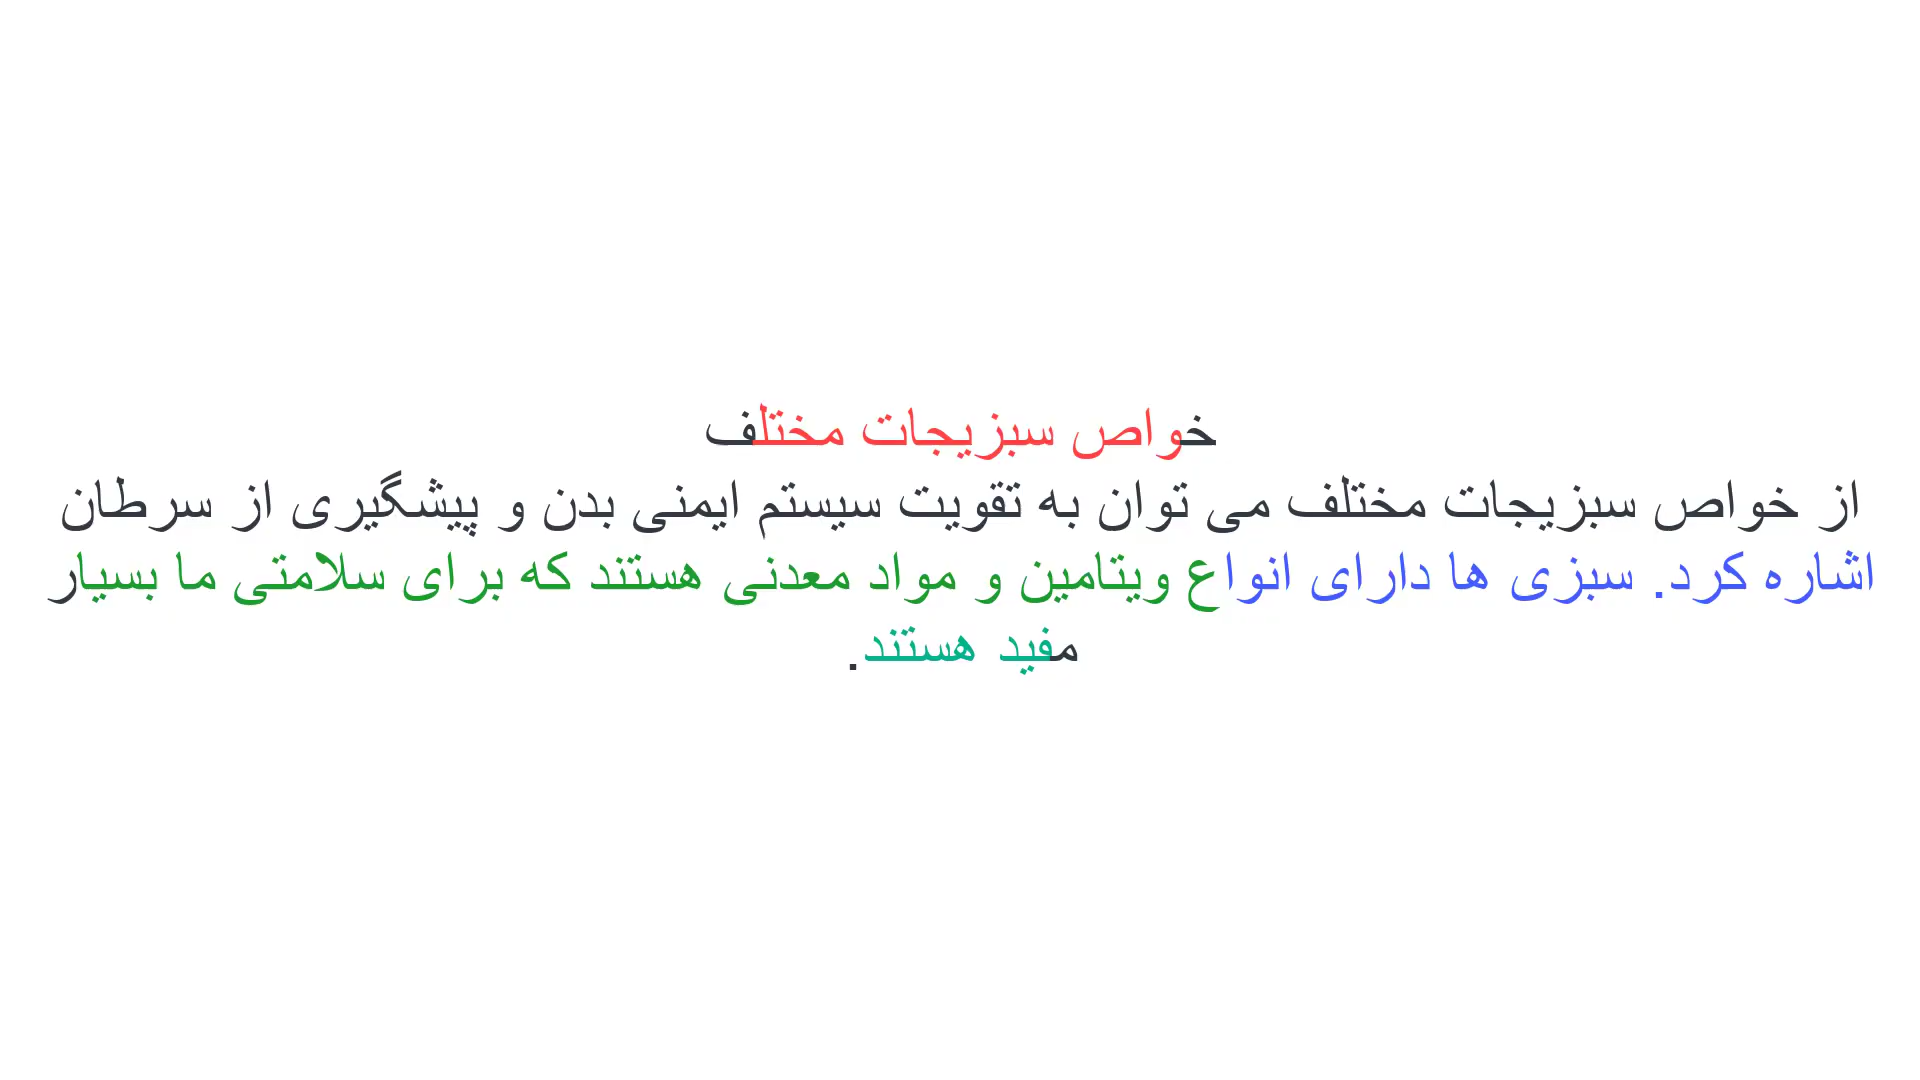 خواص سبزیجات مختلف
از خواص سبزیجات مختلف می توان به تقویت سیستم ایمنی بدن و پیشگیری از سرطان
اشاره کرد. سبزی ها دارای انواع ویتامین و مواد معدنی هستند که برای سلامتی ما بسیار
مفید هستند.